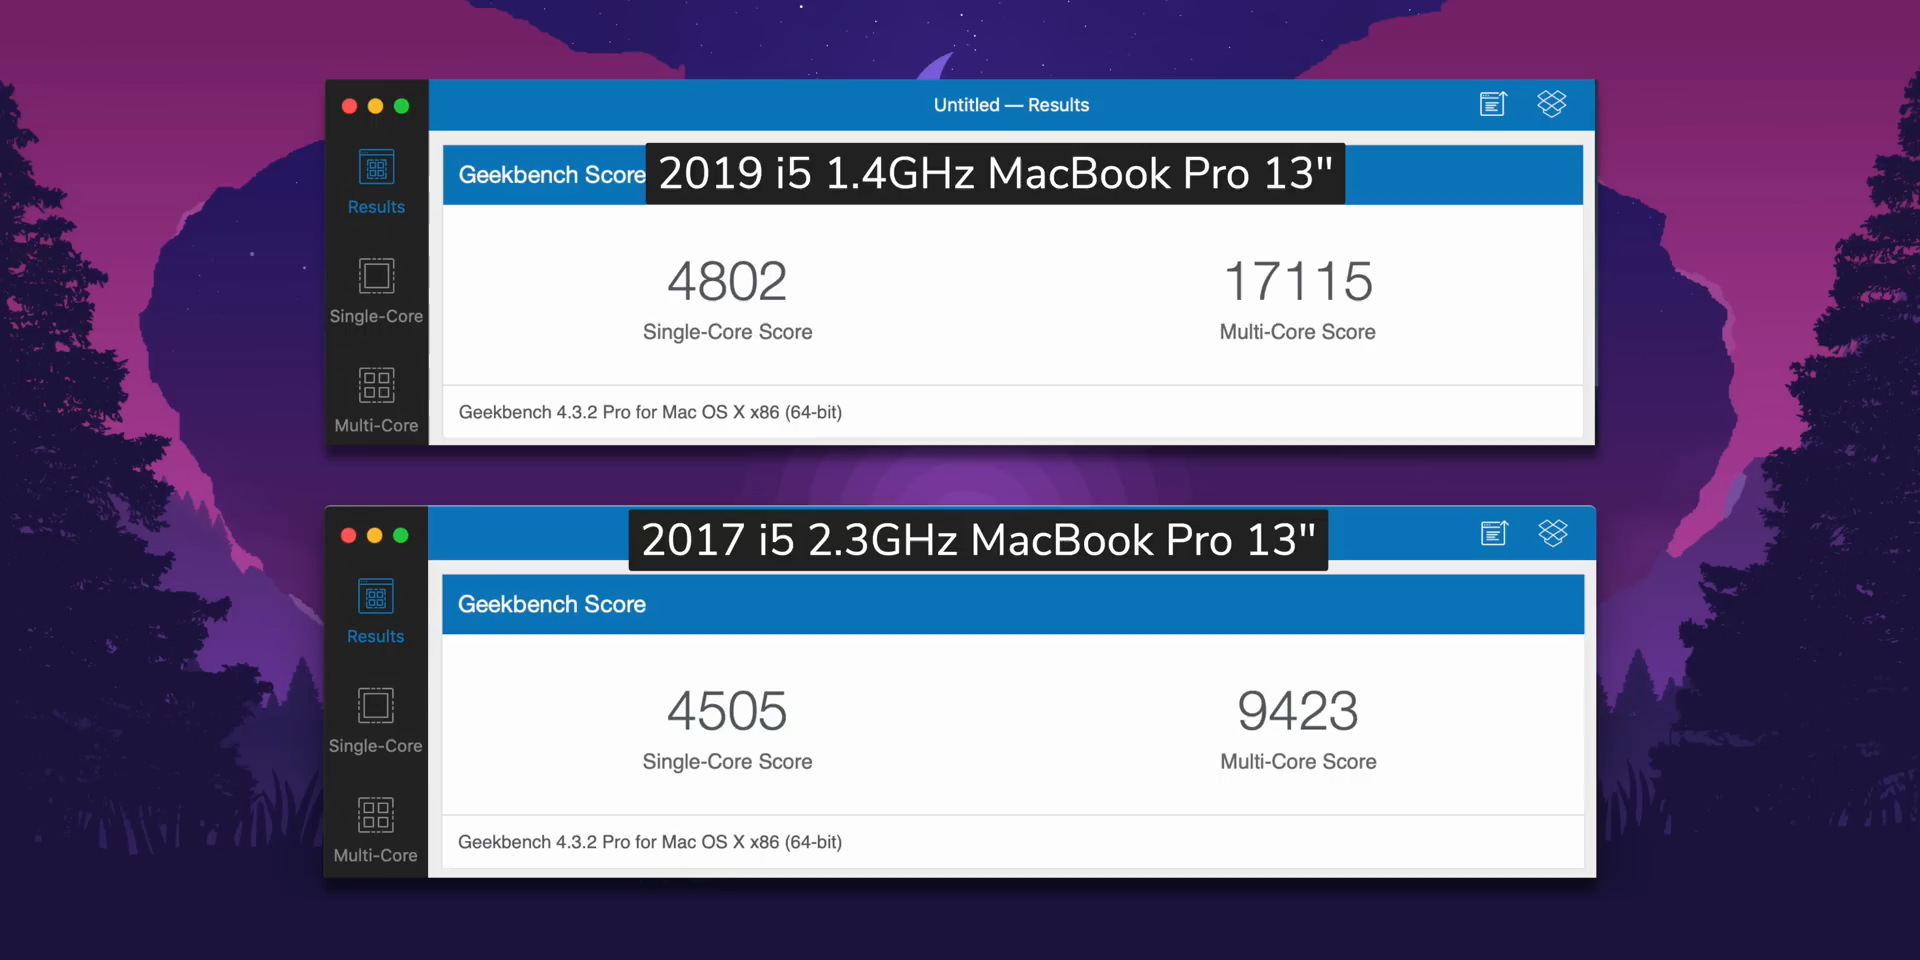 Untitled — Results
Geekbench Score
2019 i5 1.4GHz MacBook Pro 13"
Results
4802
17115
Single-Core Score
Multi-Core Score
Single-Core
Multi-Core
Geekbench 4.3.2 Pro for Mac OS X x86 (64-bit)
2017 i5 2.3GHz MacBook Pro 13"
Geekbench Score
Results
4505
9423
Single-Core Score
Multi-Core Score
Single-Core
Multi-Core
Geekbench 4.3.2 Pro for Mac OS X x86 (64-bit)